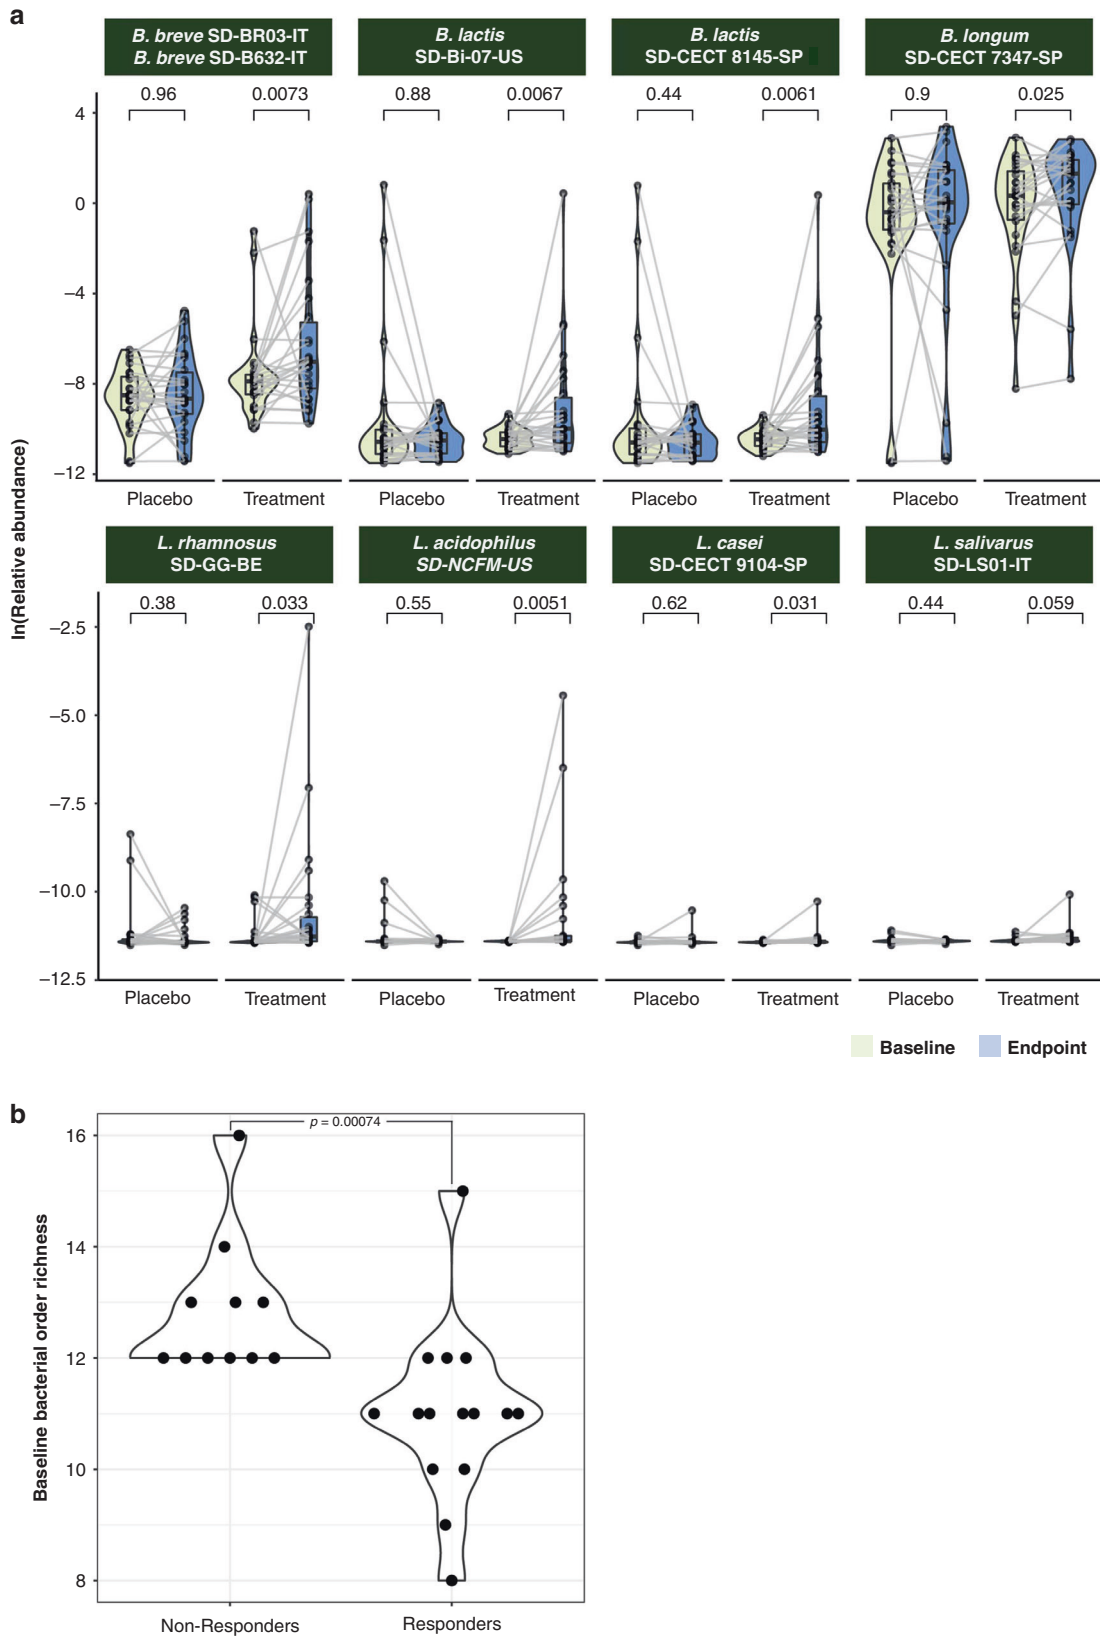 a
B. breve SD-BR03-IT
B. breve SD-B632-IT
B. lactis
SD-Bi-07-US
B. lactis
SD-CECT 8145-SP
B. longum
SD-CECT 7347-SP
0.96
0.0073
0.88
0.0067
0.44
0.0061
0.9
0.025
4
0
−4
−8
−12
Placebo
Treatment
Placebo
Treatment
Placebo
Treatment
Placebo
Treatment
ln(Relative abundance)
L. rhamnosus
SD-GG-BE
L. acidophilus
SD-NCFM-US
L. casei
SD-CECT 9104-SP
L. salivarus
SD-LS01-IT
0.38
0.033
0.55
0.0051
0.62
0.031
0.44
0.059
−2.5
−5.0
−7.5
−10.0
−12.5
Placebo
Treatment
Placebo
Treatment
Placebo
Treatment
Placebo
Treatment
Baseline
Endpoint
b
p = 0.00074
16
14
12
10
8
Baseline bacterial order richness
Non-Responders
Responders